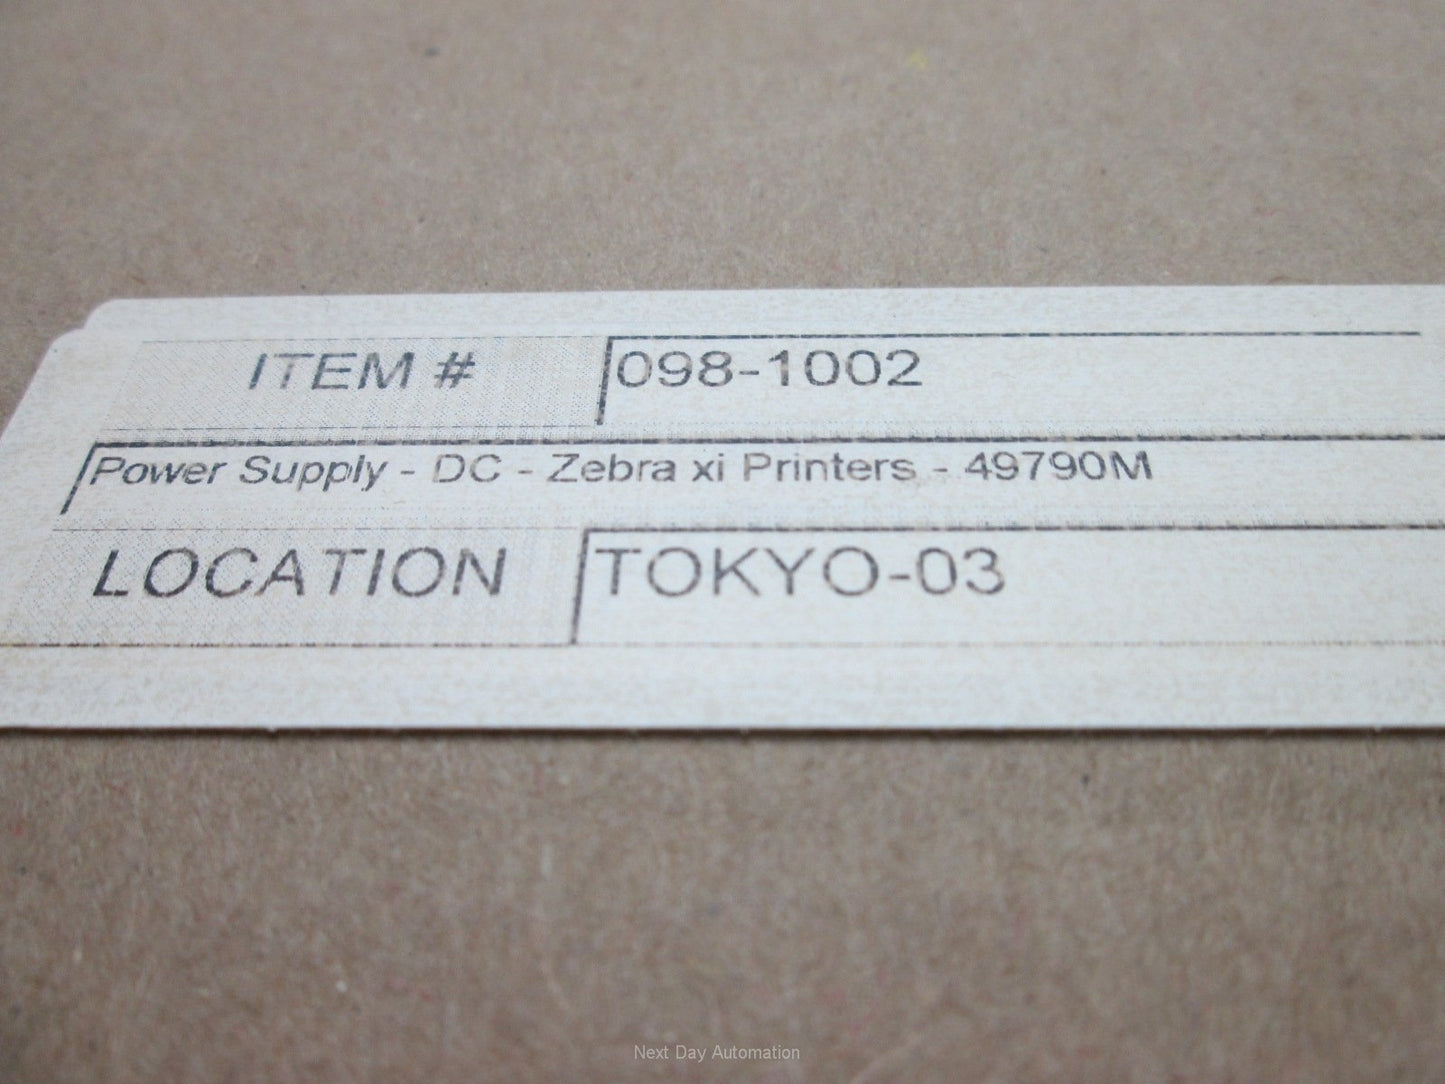 ITEM # 098-1002
Power Supply - DC - Zebra xi Printers - 49790M
LOCATION TOKYO-03
Next Day Automation